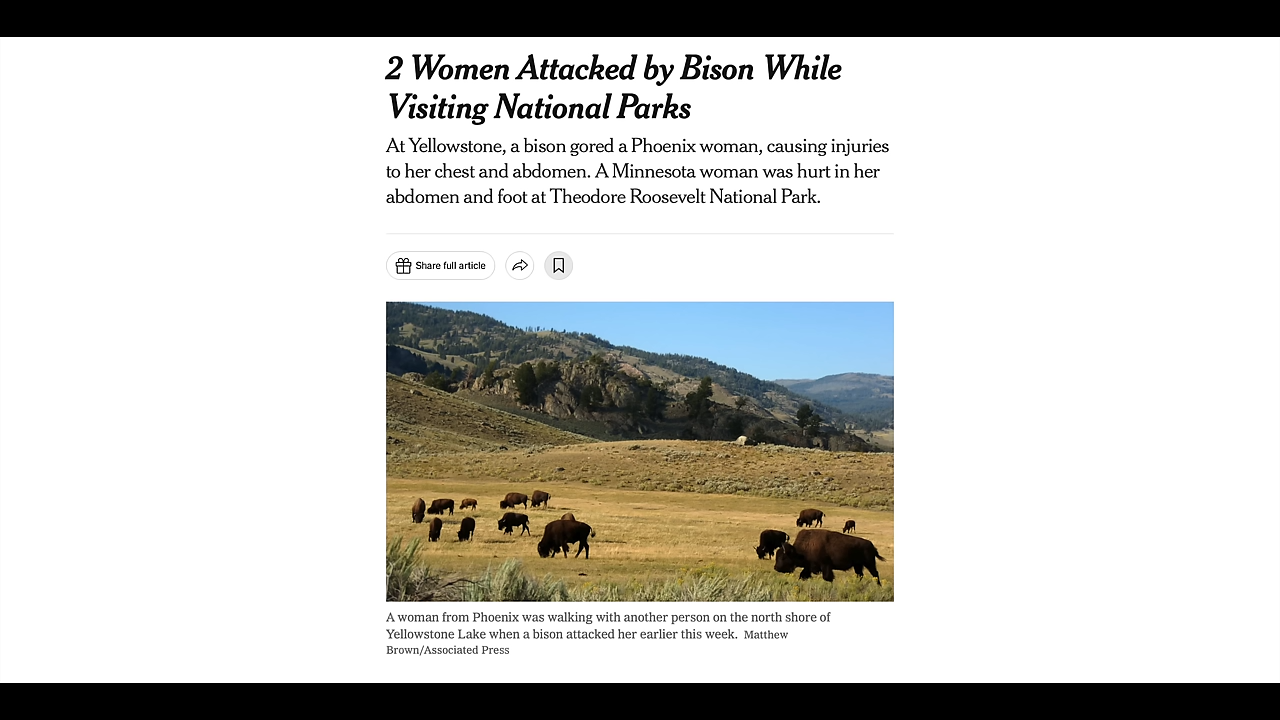 2 Women Attacked by Bison While
Visiting National Parks
At Yellowstone, a bison gored a Phoenix woman, causing injuries
to her chest and abdomen. A Minnesota woman was hurt in her
abdomen and foot at Theodore Roosevelt National Park.
Share full article
A woman from Phoenix was walking with another person on the north shore of
Yellowstone Lake when a bison attacked her earlier this week. Matthew
Brown/Associated Press